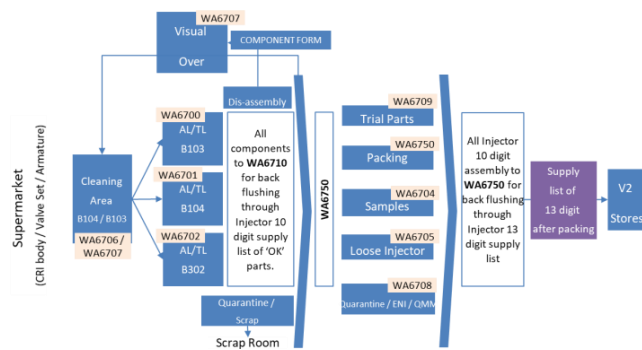 WA6707
Visual
Over
COMPONENT FORM
Dis-assembly
Supermarket
(CRI body / Valve Set / Armature)
Cleaning
Area
B104 / B103
WA6706 /
WA6707
WA6700
AL/TL
B103
WA6701
AL/TL
B104
WA6702
AL/TL
B302
All
components
to WA6710
for back
flushing
through
Injector 10
digit supply
list of 'OK'
parts.
Quarantine /
Scrap
Scrap Room
WA6750
WA6709
Trial Parts
WA6750
Packing
WA6704
Samples
WA6705
Loose Injector
WA6708
Quarantine / ENI / QMM
All Injector
10 digit
assembly to
WA6750 for
back flushing
through
Injector 13
digit supply
list
Supply
list of
13 digit
after packing
V2
Stores